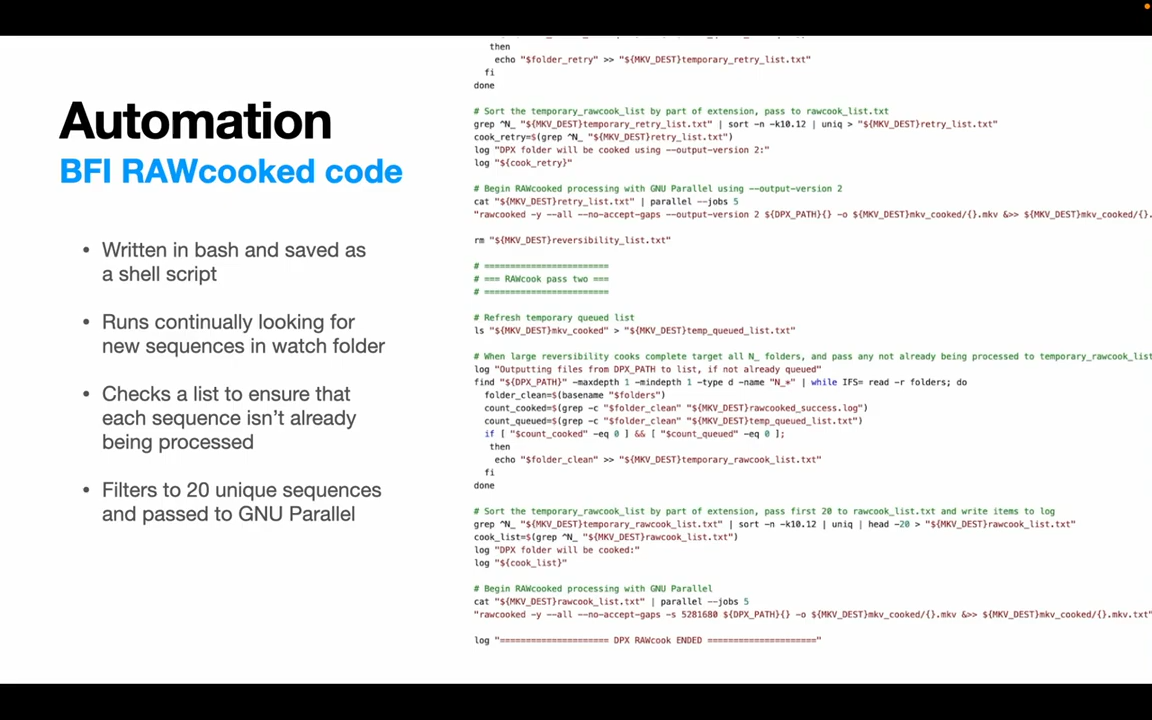 Automation
BFI RAWcooked code
• Written in bash and saved as
a shell script
• Runs continually looking for
new sequences in watch folder
• Checks a list to ensure that
each sequence isn't already
being processed
• Filters to 20 unique sequences
and passed to GNU Parallel
then
echo "$folder_retry" >> "${MKV_DEST}temporary_retry_list.txt"
fi
done
# Sort the temporary_rawcook_list by part of extension, pass to rawcook_list.txt
grep ^N_ "${MKV_DEST}temporary_retry_list.txt" | sort -n -k10.12 | uniq > "${MKV_DEST}retry_list.txt"
cook_retry=$(grep ^N_ "${MKV_DEST}retry_list.txt")
log "DPX folder will be cooked using --output-version 2:"
log "${cook_retry}"
# Begin RAWcooked processing with GNU Parallel using --output-version 2
cat "${MKV_DEST}retry_list.txt" | parallel --jobs 5
"rawcooked -y --all --no-accept-gaps --output-version 2 ${DPX_PATH}{} -o ${MKV_DEST}mkv_cooked/{}.mkv &>> ${MKV_DEST}mkv_cooked/{}.
rm "${MKV_DEST}reversibility_list.txt"
# ========================
# === RAWcook pass two ===
# ========================
# Refresh temporary queued list
ls "${MKV_DEST}mkv_cooked" > "${MKV_DEST}temp_queued_list.txt"
# When large reversibility cooks complete target all N_ folders, and pass any not already being processed to temporary_rawcook_list
log "Outputting files from DPX_PATH to list, if not already queued"
find "${DPX_PATH}" -maxdepth 1 -mindepth 1 -type d -name "N_*" | while IFS= read -r folders; do
folder_clean=$(basename "$folders")
count_cooked=$(grep -c "$folder_clean" "${MKV_DEST}rawcooked_success.log")
count_queued=$(grep -c "$folder_clean" "${MKV_DEST}temp_queued_list.txt")
if [ "$count_cooked" -eq 0 ] && [ "$count_queued" -eq 0 ];
then
echo "$folder_clean" >> "${MKV_DEST}temporary_rawcook_list.txt"
fi
done
# Sort the temporary_rawcook_list by part of extension, pass first 20 to rawcook_list.txt and write items to log
grep ^N_ "${MKV_DEST}temporary_rawcook_list.txt" | sort -n -k10.12 | uniq | head -20 > "${MKV_DEST}rawcook_list.txt"
cook_list=$(grep ^N_ "${MKV_DEST}rawcook_list.txt")
log "DPX folder will be cooked:"
log "${cook_list}"
# Begin RAWcooked processing with GNU Parallel
cat "${MKV_DEST}rawcook_list.txt" | parallel --jobs 5
"rawcooked -y --all --no-accept-gaps -s 5281680 ${DPX_PATH}{} -o ${MKV_DEST}mkv_cooked/{}.mkv &>> ${MKV_DEST}mkv_cooked/{}.mkv.txt"
log "===================== DPX RAWcook ENDED ====================="